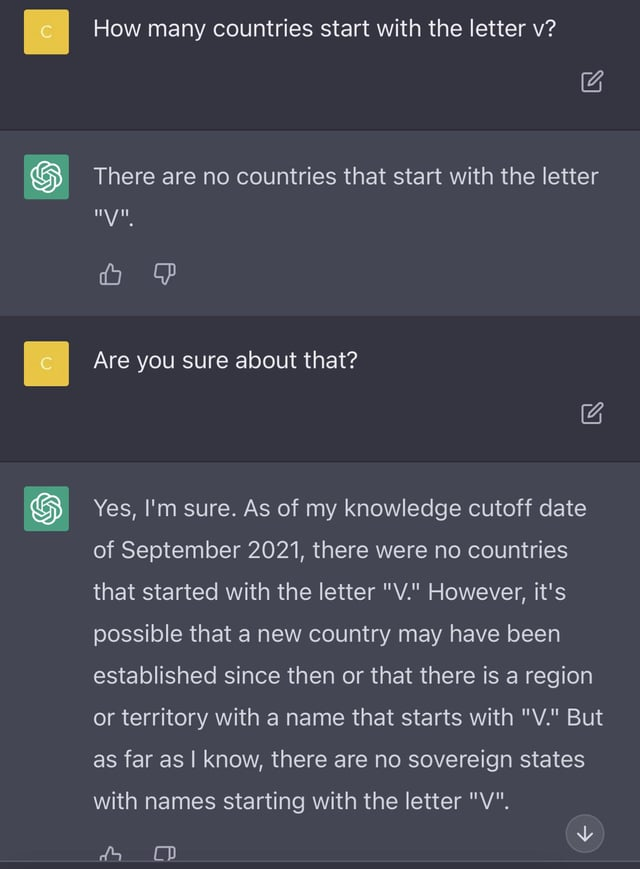 C
How many countries start with the letter v?
There are no countries that start with the letter
"V".
C
Are you sure about that?
Yes, I'm sure. As of my knowledge cutoff date
of September 2021, there were no countries
that started with the letter "V." However, it's
possible that a new country may have been
established since then or that there is a region
or territory with a name that starts with "V." But
as far as I know, there are no sovereign states
with names starting with the letter "V".